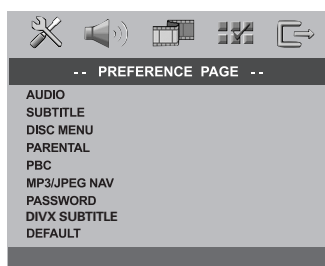 -- PREFERENCE PAGE --
AUDIO
SUBTITLE
DISC MENU
PARENTAL
PBC
MP3/JPEG NAV
PASSWORD
DIVX SUBTITLE
DEFAULT